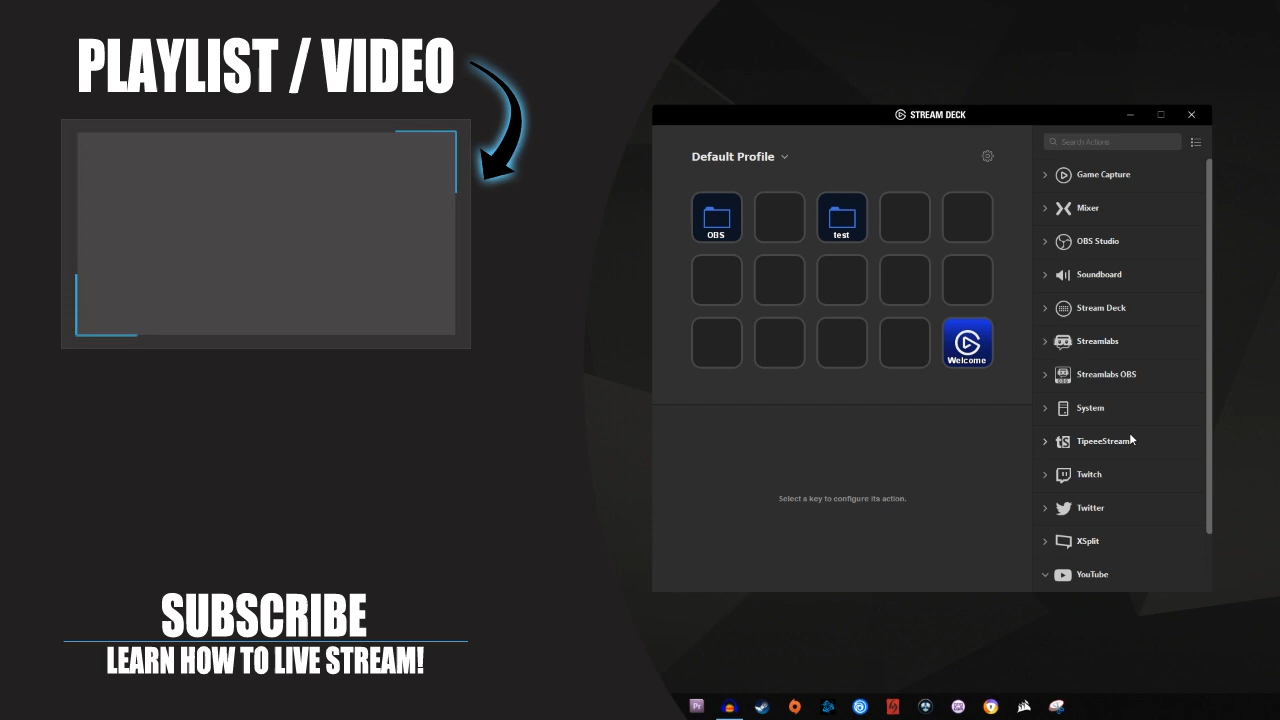 PLAYLIST / VIDEO
STREAM DECK
Default Profile
Search Actions
OBS
test
Welcome
Select a key to configure its action.
Game Capture
Mixer
OBS Studio
Soundboard
Stream Deck
Streamlabs
Streamlabs OBS
System
TipeeeStream
Twitch
Twitter
XSplit
YouTube
SUBSCRIBE
LEARN HOW TO LIVE STREAM!
Pr